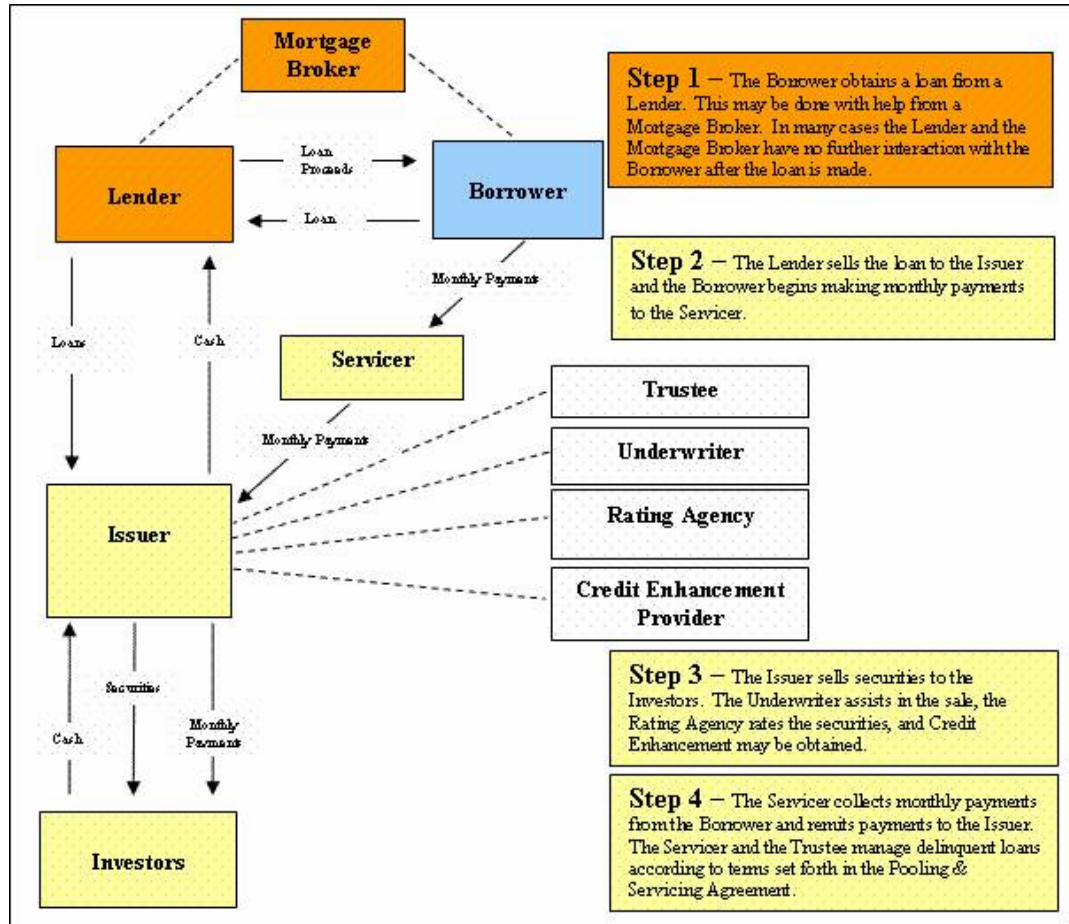 Mortgage
Broker
Step 1 – The Borrower obtains a loan from a
Lender. This may be done with help from a
Mortgage Broker. In many cases the Lender and the
Mortgage Broker have no further interaction with the
Borrower after the loan is made.
Loan
Proceeds
Lender
Borrower
Loan
Step 2 – The Lender sells the loan to the Issuer
and the Borrower begins making monthly payments
to the Servicer.
Monthly Payments
Loans
Cash
Servicer
Trustee
Monthly Payments
Underwriter
Rating Agency
Issuer
Credit Enhancement
Provider
Step 3 – The Issuer sells securities to the
Investors. The Underwriter assists in the sale, the
Rating Agency rates the securities, and Credit
Enhancement may be obtained.
Securities
Cash
Monthly
Payments
Step 4 – The Servicer collects monthly payments
from the Borrower and remits payments to the Issuer.
The Servicer and the Trustee manage delinquent loans
according to terms set forth in the Pooling &
Servicing Agreement.
Investors